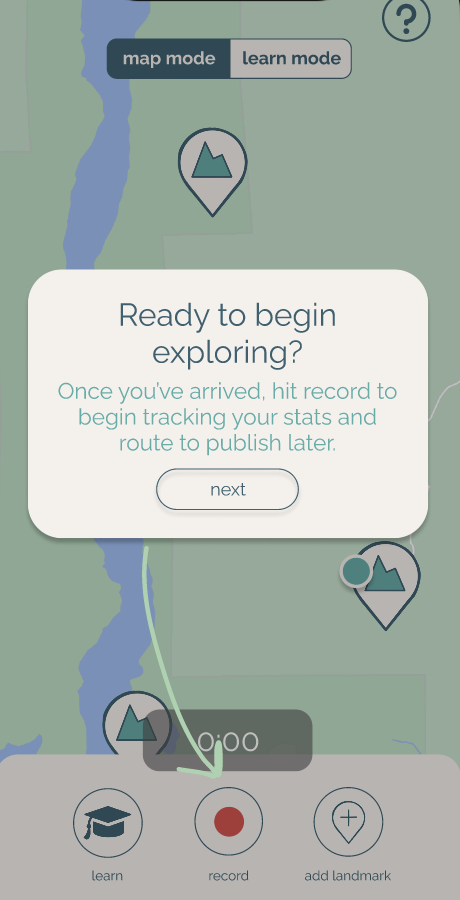 ?
map mode learn mode
Ready to begin
exploring?
Once you've arrived, hit record to
begin tracking your stats and
route to publish later.
next
0:00
learn record add landmark